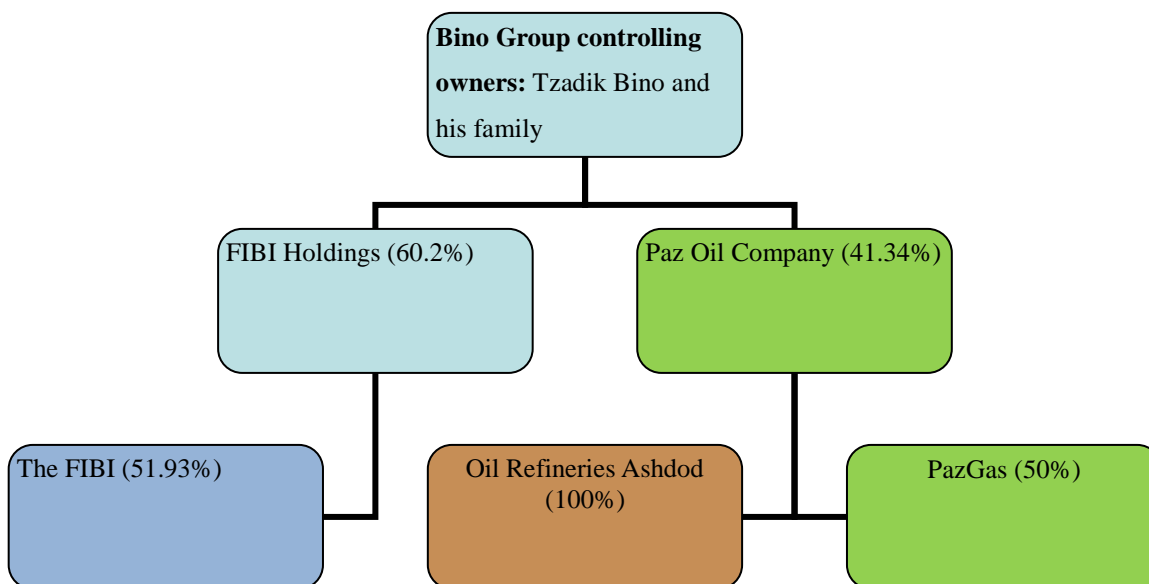 Bino Group controlling
owners: Tzadik Bino and
his family
FIBI Holdings (60.2%)
Paz Oil Company (41.34%)
The FIBI (51.93%)
Oil Refineries Ashdod
(100%)
PazGas (50%)